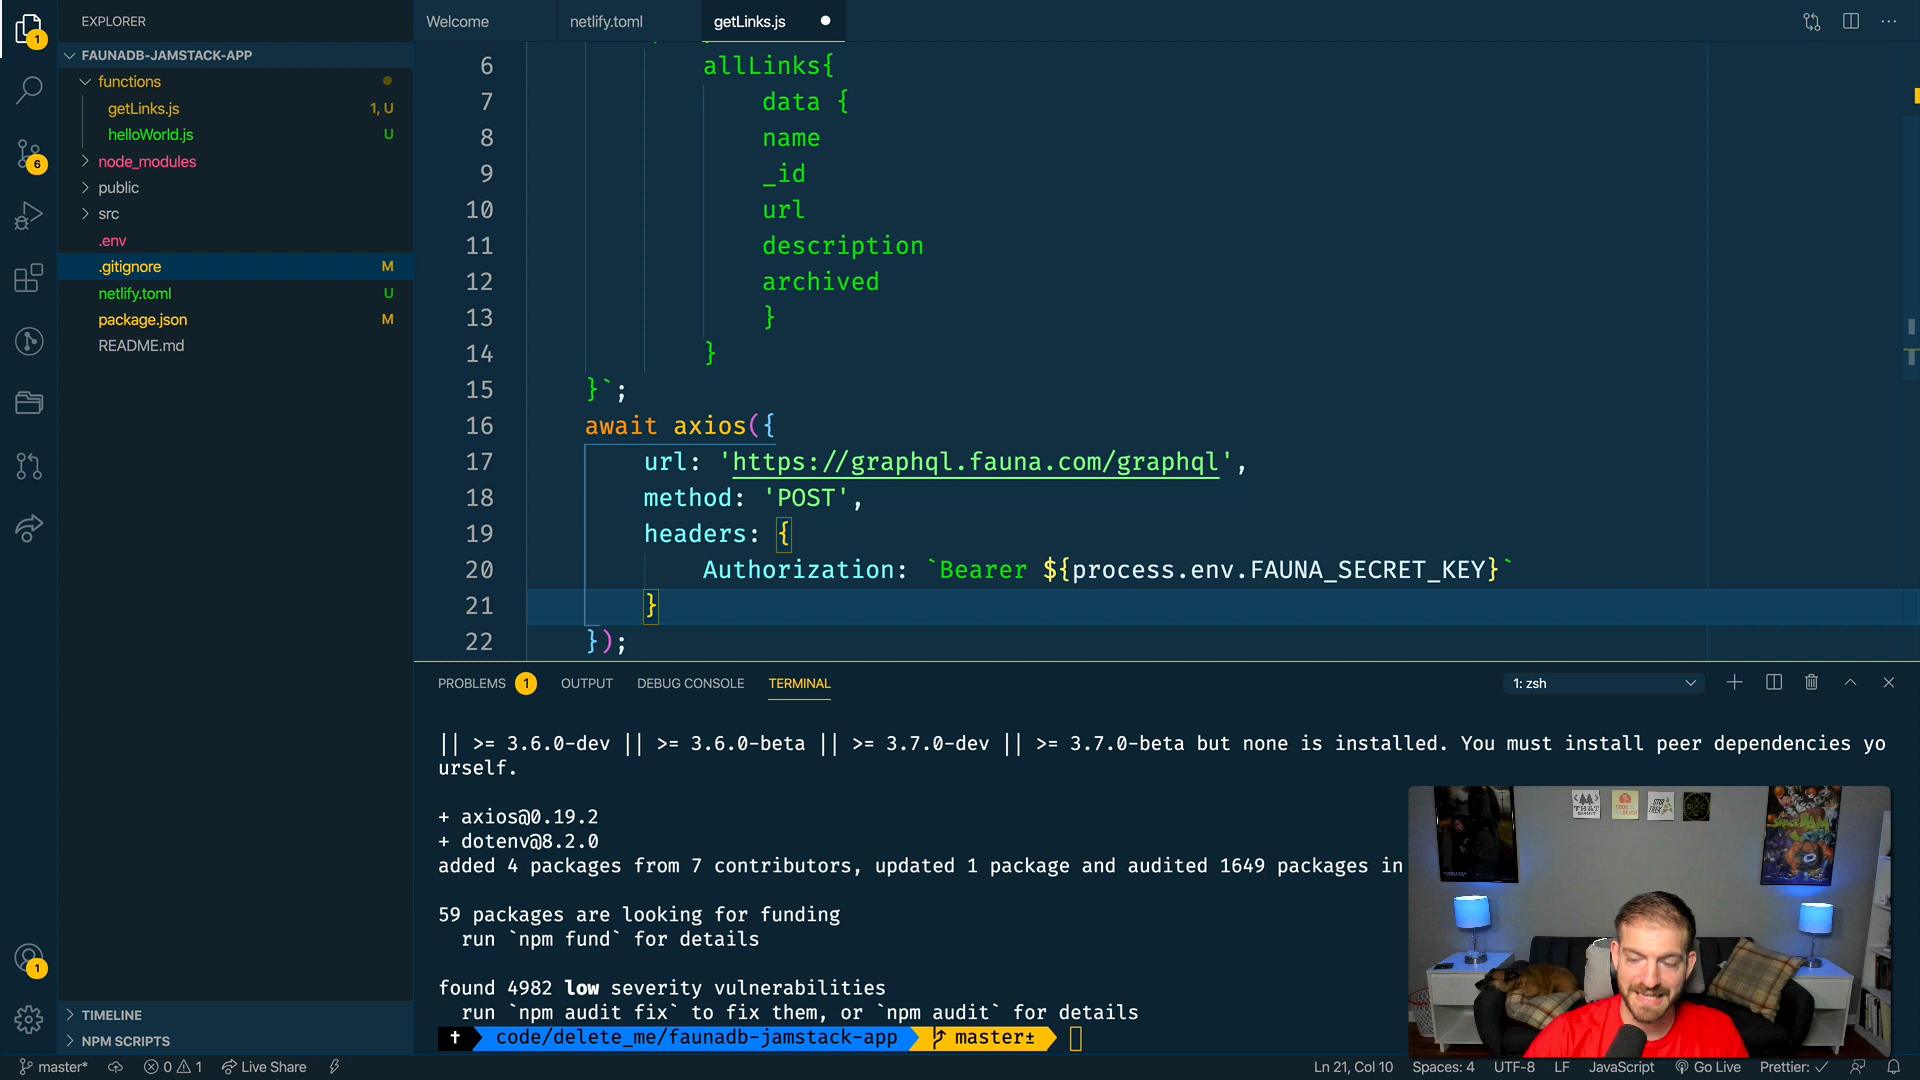 EXPLORER
FAUNADB-JAMSTACK-APP
functions
getLinks.js 1, U
helloWorld.js U
node_modules
public
src
.env
.gitignore M
netlify.toml U
package.json M
README.md
TIMELINE
NPM SCRIPTS
1
6
1
Welcome netlify.toml getLinks.js
6 allLinks{
7 data {
8 name
9 _id
10 url
11 description
12 archived
13 }
14 }
15 }`;
16 await axios({
17 url: 'https://graphql.fauna.com/graphql',
18 method: 'POST',
19 headers: {
20 Authorization: `Bearer ${process.env.FAUNA_SECRET_KEY}`
21 }
22 });
PROBLEMS 1 OUTPUT DEBUG CONSOLE TERMINAL 1: zsh
|| >= 3.6.0-dev || >= 3.6.0-beta || >= 3.7.0-dev || >= 3.7.0-beta but none is installed. You must install peer dependencies yo
urself.
+ axios@0.19.2
+ dotenv@8.2.0
added 4 packages from 7 contributors, updated 1 package and audited 1649 packages in
59 packages are looking for funding
run `npm fund` for details
found 4982 low severity vulnerabilities
run `npm audit fix` to fix them, or `npm audit` for details
code/delete_me/faunadb-jamstack-app master±
master* 0 1 Live Share Ln 21, Col 10 Spaces: 4 UTF-8 LF JavaScript Go Live Prettier: ✓